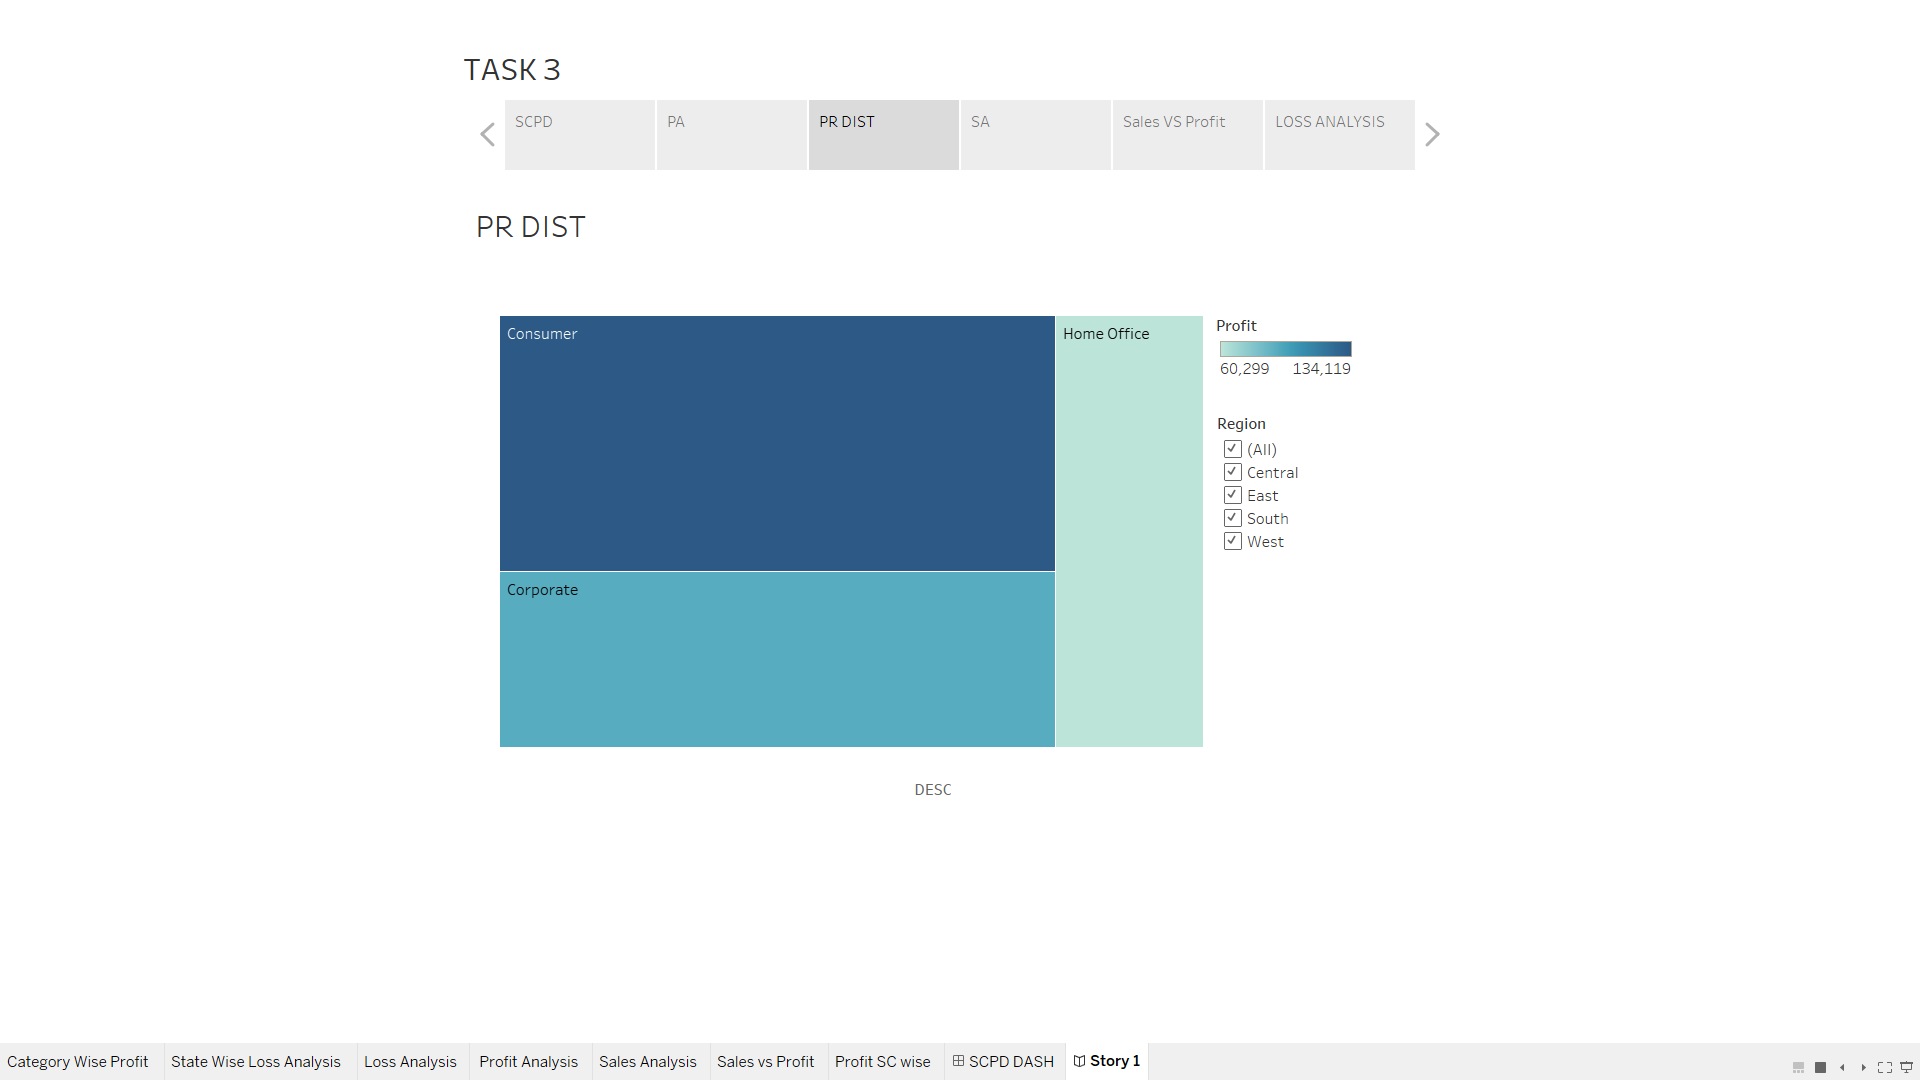 TASK 3
SCPD
PA
PR DIST
SA
Sales VS Profit
LOSS ANALYSIS
PR DIST
Consumer
Home Office
Corporate
Profit
60,299 134,119
Region
(All)
Central
East
South
West
DESC
Category Wise Profit
State Wise Loss Analysis
Loss Analysis
Profit Analysis
Sales Analysis
Sales vs Profit
Profit SC wise
SCPD DASH
Story 1